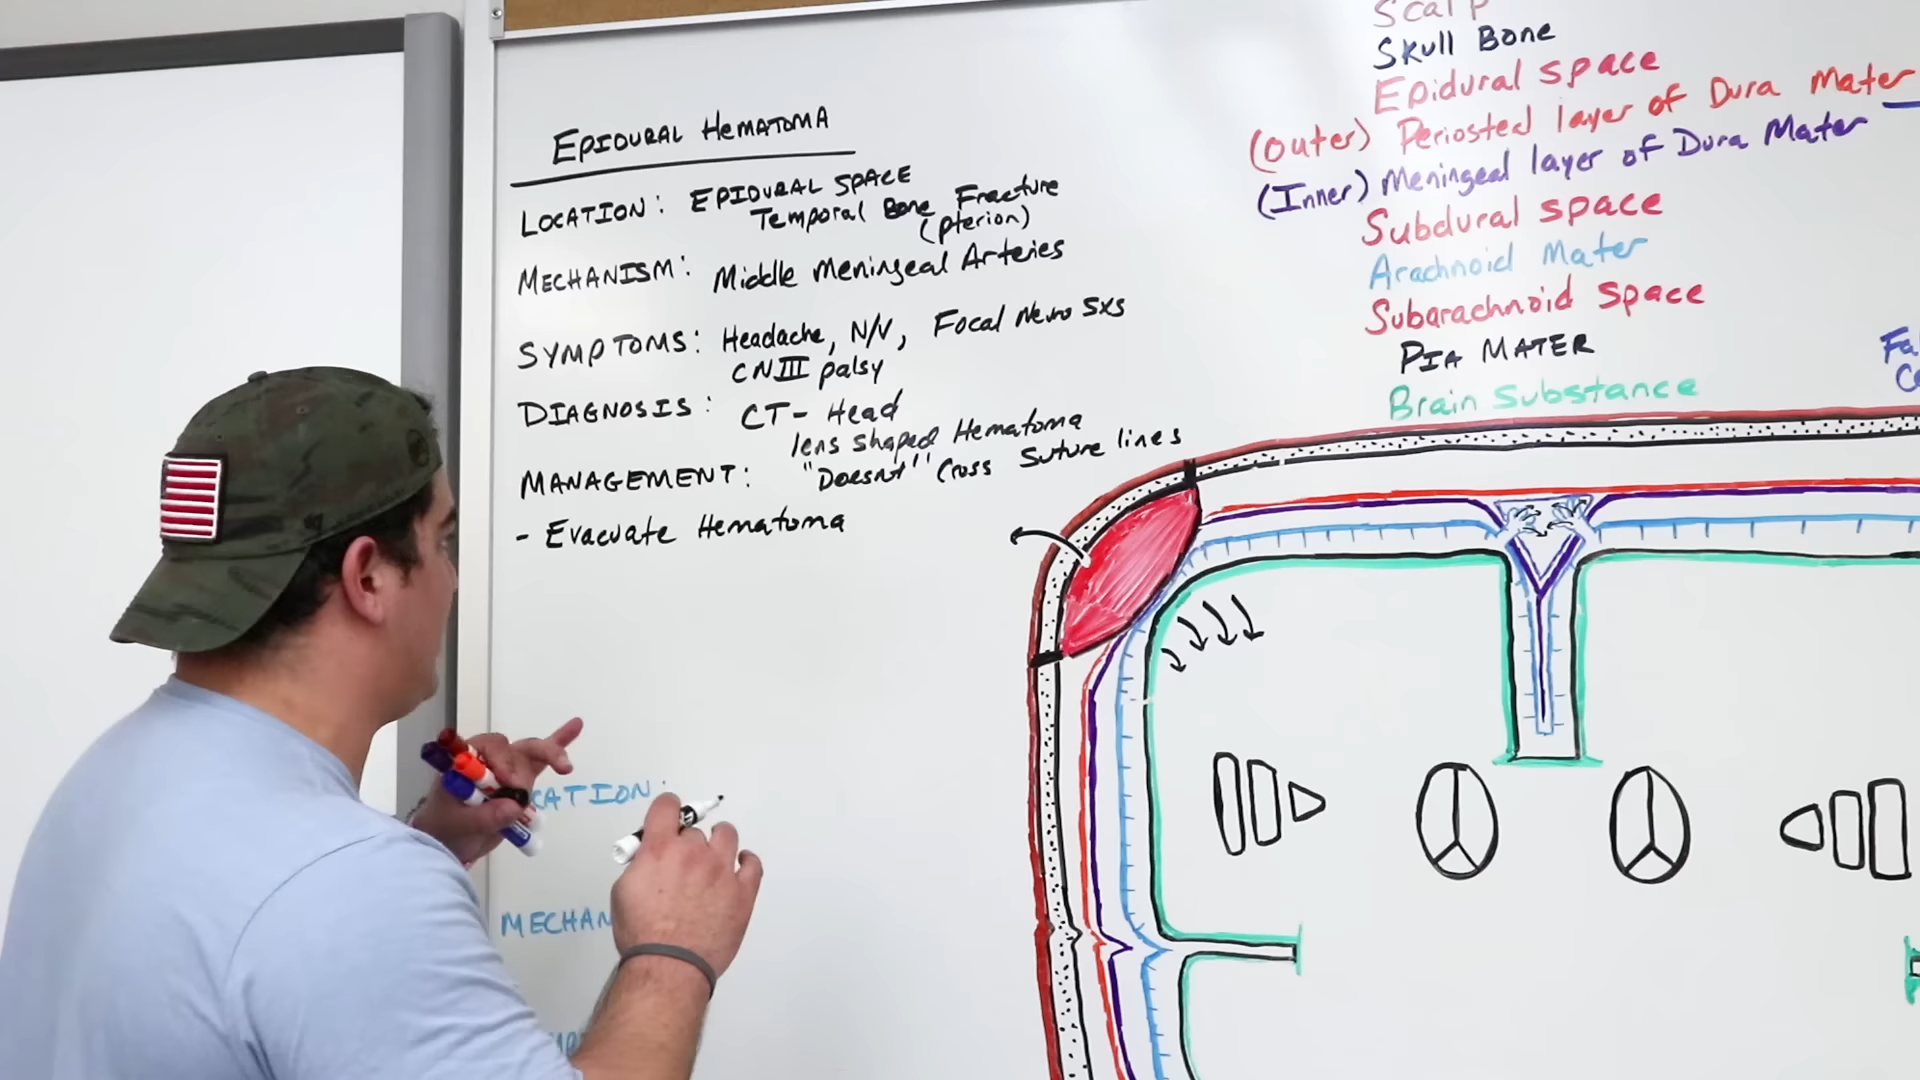 EPIDURAL HEMATOMA
LOCATION: EPIDURAL SPACE
Temporal Bone Fracture
(pterion)
MECHANISM: Middle Meningeal Arteries
SYMPTOMS: Headache, N/V, Focal Neuro SXS
CNIII palsy
DIAGNOSIS: CT- Head
lens shaped Hematoma
"Doesnt" Cross Suture lines
MANAGEMENT:
- Evacuate Hematoma
CATION:
MECHAN
Scalp
Skull Bone
Epidural space
(outer) Periosteal layer of Dura Mater
(Inner) Meningeal layer of Dura Mater
Subdural space
Arachnoid Mater
Subarachnoid Space
PIA MATER
Brain Substance